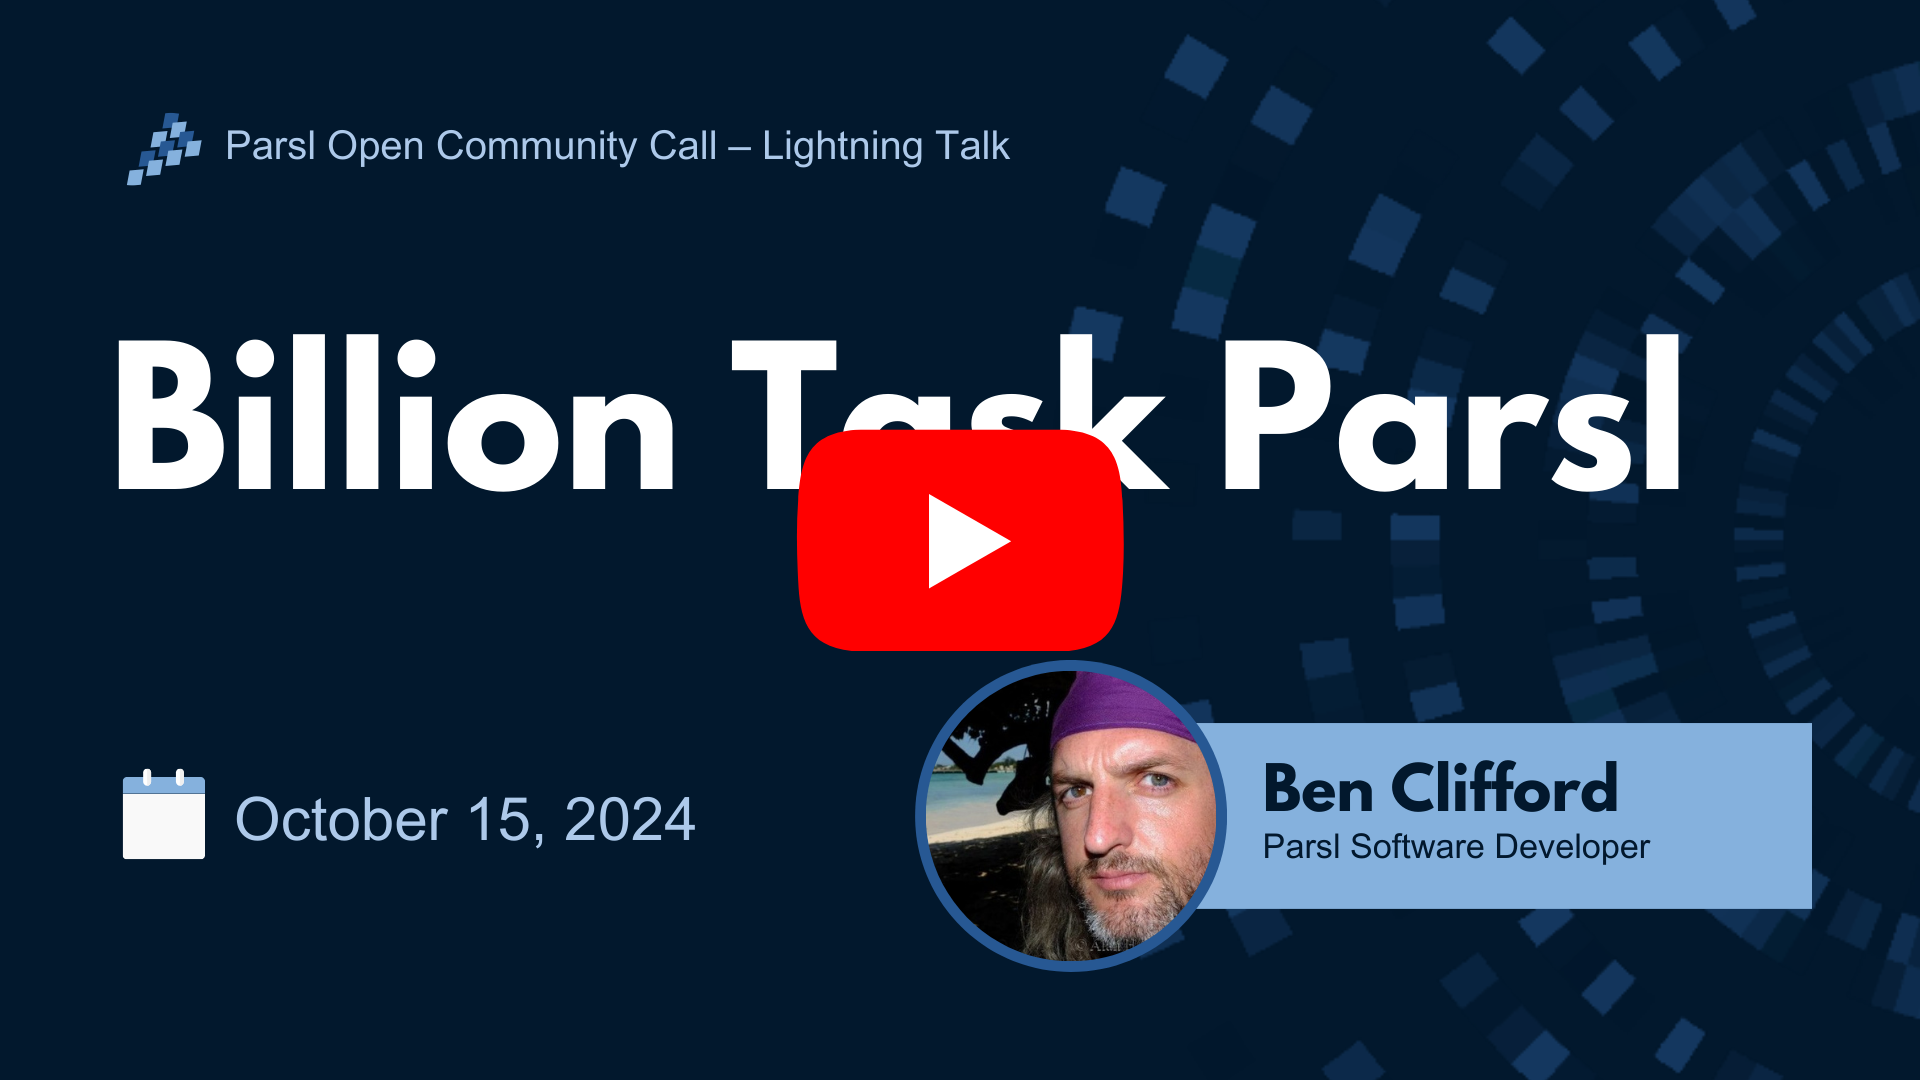 Parsl Open Community Call – Lightning Talk
Billion Task Parsl
October 15, 2024
Ben Clifford
Parsl Software Developer